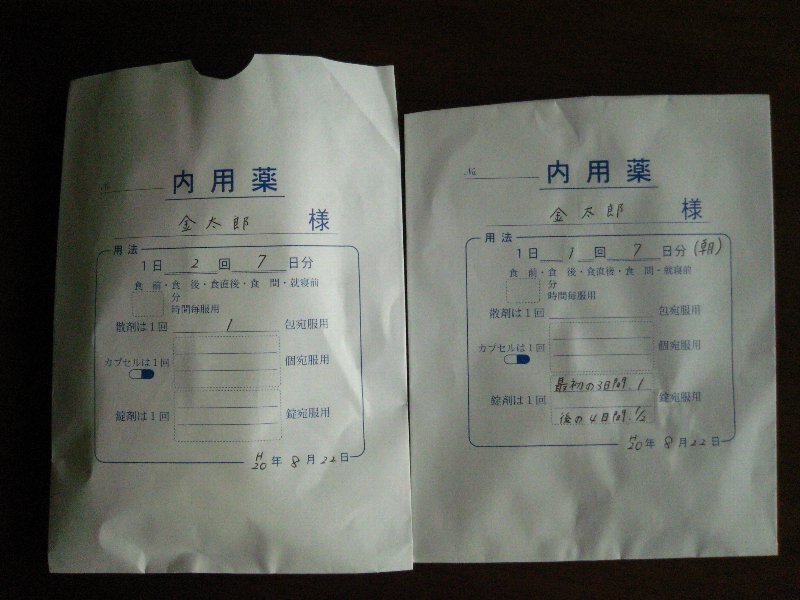 内用薬
金太郎 様
用法
1日 2 回 7 日分
食前・食後・食直後・食間・就寝前
分
時間毎服用
散剤は1回 1 包宛服用
カプセルは1回 個宛服用
錠剤は1回 錠宛服用
H20年 8月22日
No.
内用薬
金太郎 様
用法
1日 1 回 7 日分(朝)
食前・食後・食直後・食間・就寝前
分
時間毎服用
散剤は1回 包宛服用
カプセルは1回 個宛服用
最初の3日間 1
錠剤は1回 錠宛服用
後の4日間 1/2
H20年 8月22日